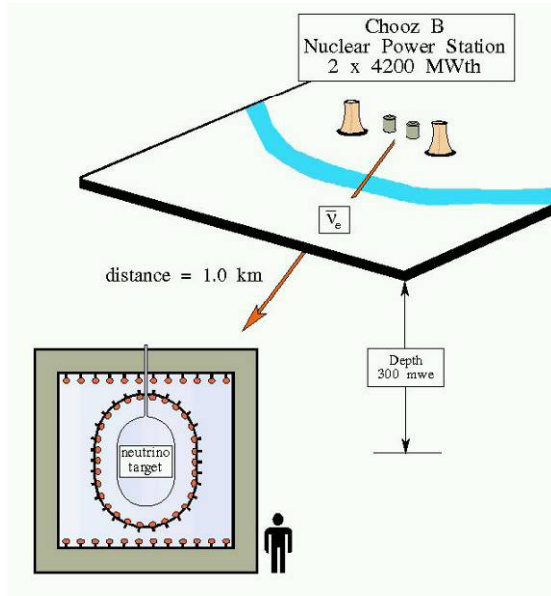 Chooz B
Nuclear Power Station
2 x 4200 MWth
ν̅e
distance = 1.0 km
Depth
300 mwe
neutrino
target